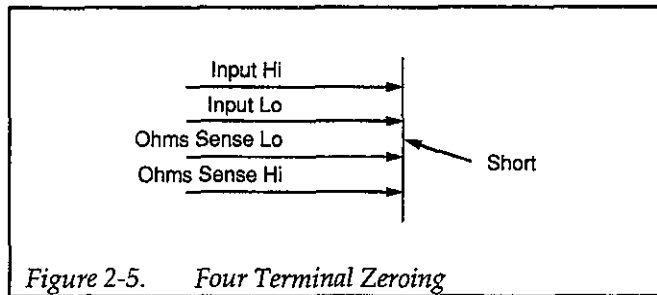 Input Hi
Input Lo
Ohms Sense Lo
Ohms Sense Hi
Short
Figure 2-5. Four Terminal Zeroing